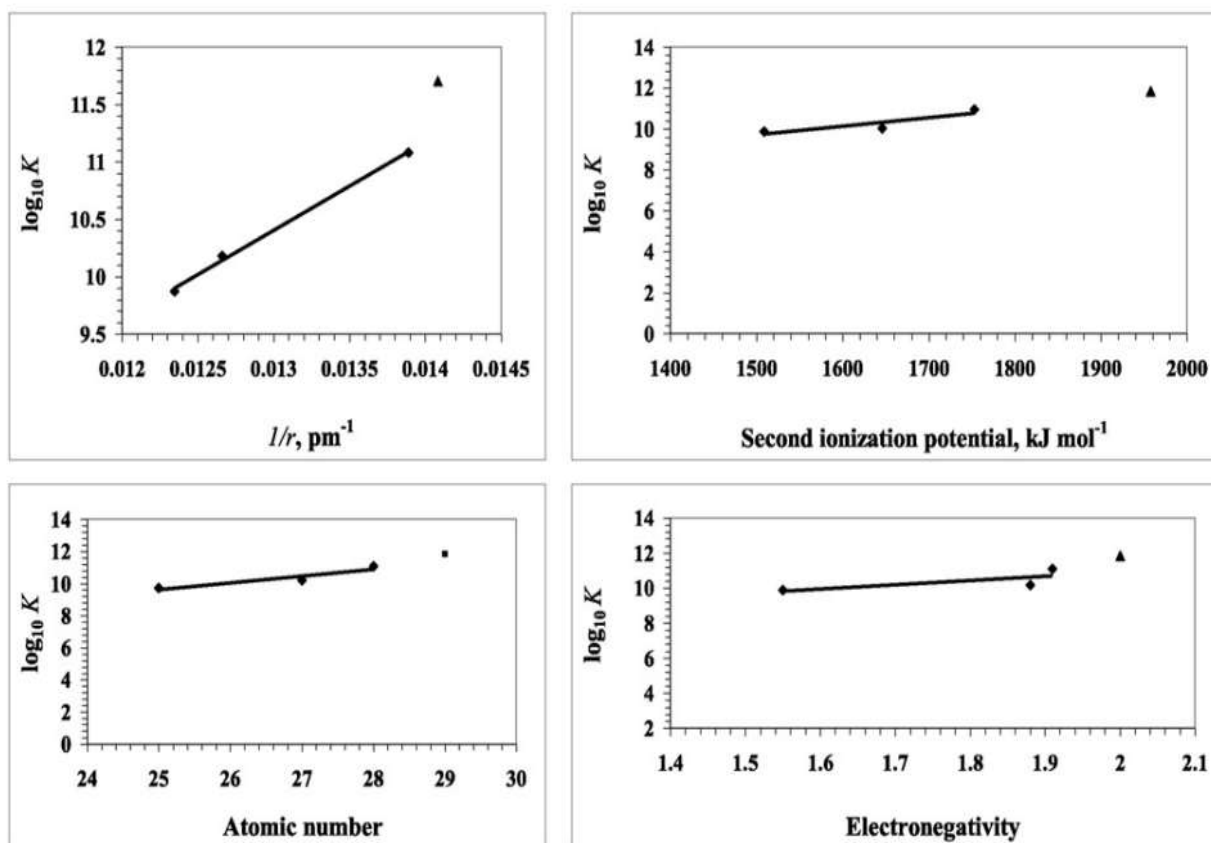 12
11.5
11
10.5
10
9.5
log10 K
0.012 0.0125 0.013 0.0135 0.014 0.0145
1/r, pm-1
14
12
10
8
6
4
2
0
log10 K
1400 1500 1600 1700 1800 1900 2000
Second ionization potential, kJ mol-1
14
12
10
8
6
4
2
0
log10 K
24 25 26 27 28 29 30
Atomic number
14
12
10
8
6
4
2
log10 K
1.4 1.5 1.6 1.7 1.8 1.9 2 2.1
Electronegativity